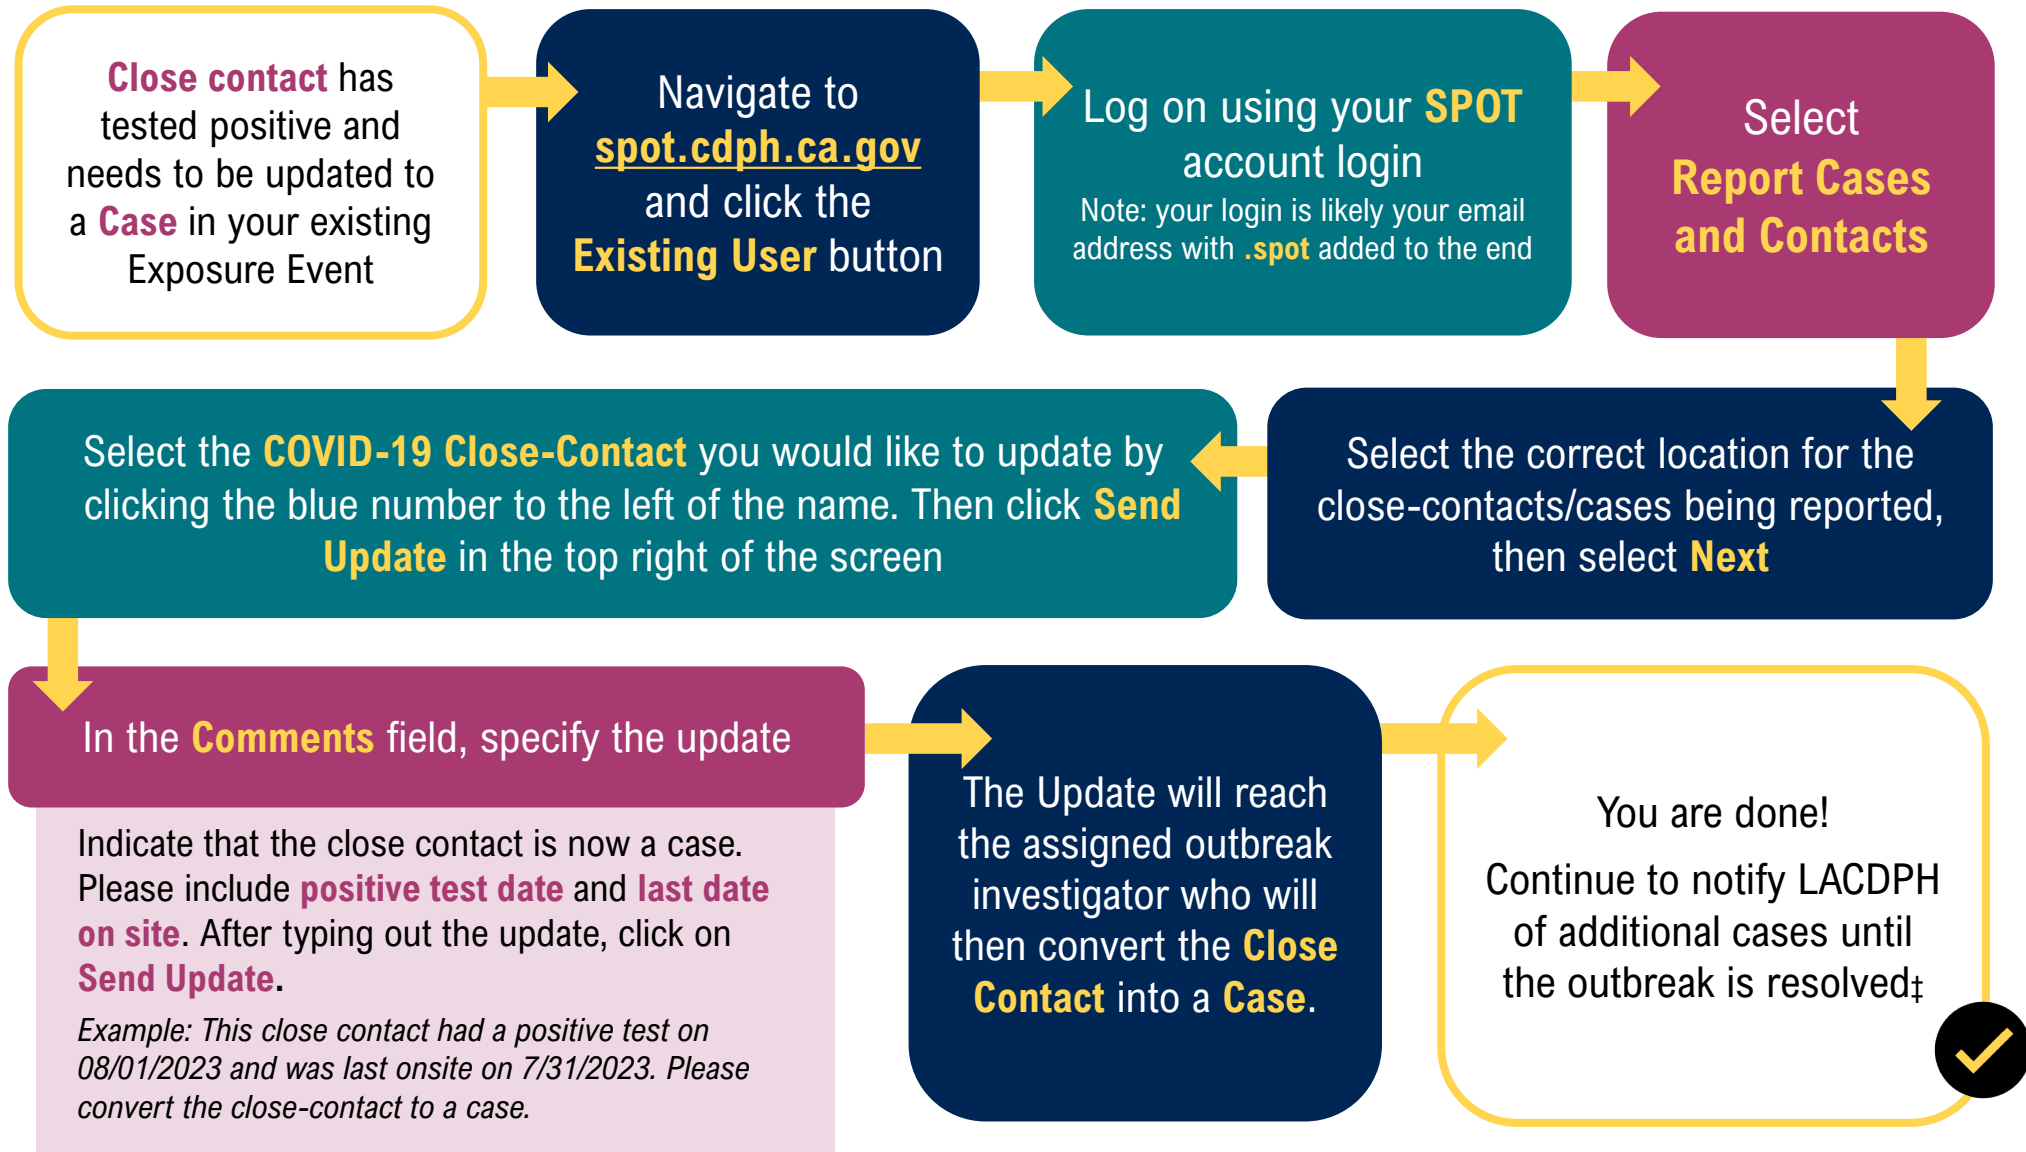 Close contact has
tested positive and
needs to be updated to
a Case in your existing
Exposure Event
Navigate to
spot.cdph.ca.gov
and click the
Existing User button
Log on using your SPOT
account login
Note: your login is likely your email
address with .spot added to the end
Select
Report Cases
and Contacts
Select the correct location for the
close-contacts/cases being reported,
then select Next
Select the COVID-19 Close-Contact you would like to update by
clicking the blue number to the left of the name. Then click Send
Update in the top right of the screen
In the Comments field, specify the update
Indicate that the close contact is now a case.
Please include positive test date and last date
on site. After typing out the update, click on
Send Update.
Example: This close contact had a positive test on
08/01/2023 and was last onsite on 7/31/2023. Please
convert the close-contact to a case.
The Update will reach
the assigned outbreak
investigator who will
then convert the Close
Contact into a Case.
You are done!
Continue to notify LACDPH
of additional cases until
the outbreak is resolved‡